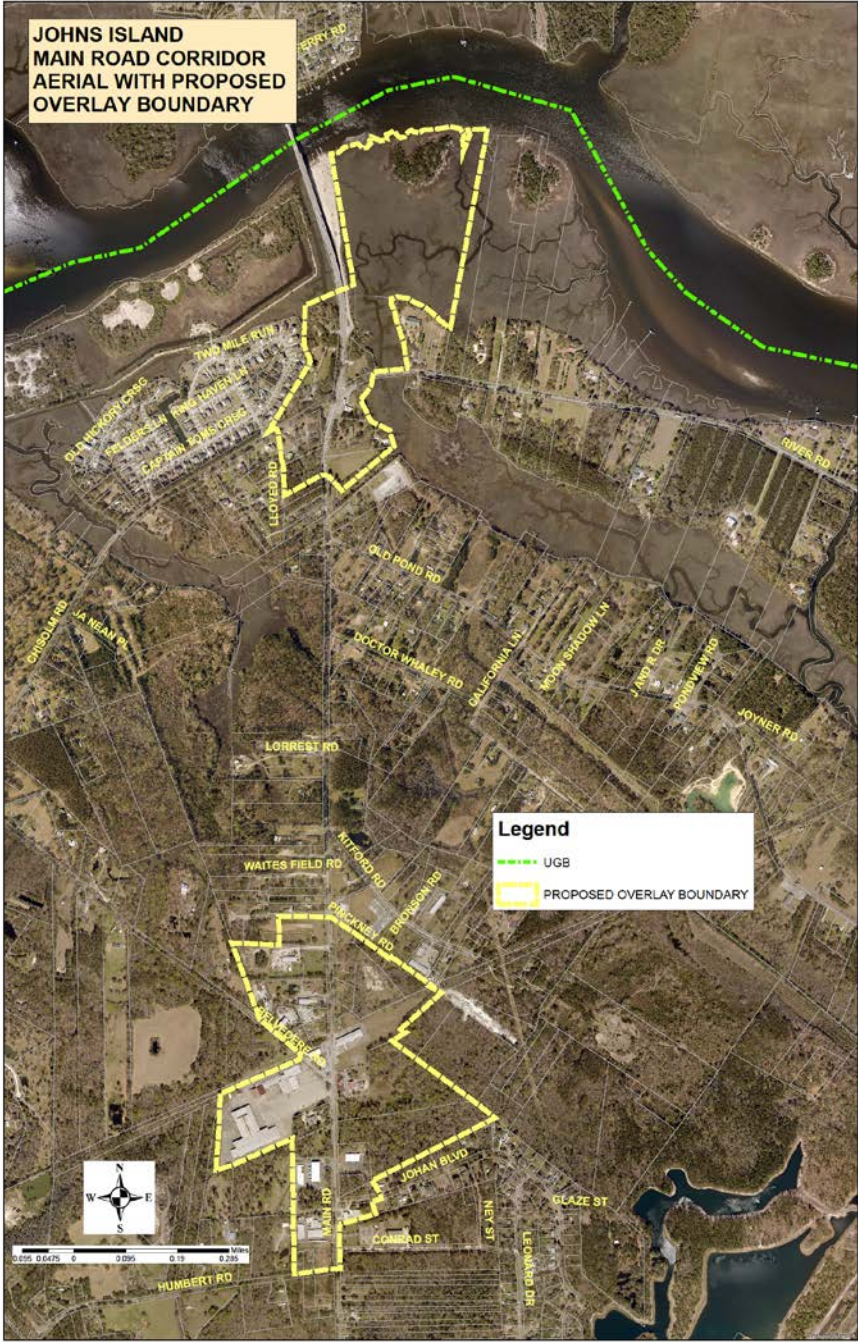 JOHNS ISLAND
MAIN ROAD CORRIDOR
AERIAL WITH PROPOSED
OVERLAY BOUNDARY
ERRY RD
TWO MILE RUN
OLD HICKORY CRSG
FELDERS LN
RING HAVEN LN
CAPTAIN TOMS CRSG
RIVER RD
LLOYED RD
OLD POND RD
CHISOLM RD
JA NEAN PL
DOCTOR WHALEY RD
CALIFORNIA LN
MOON SHADOW LN
J AND R DR
PONDVIEW RD
JOYNER RD
LORREST RD
Legend
UGB
PROPOSED OVERLAY BOUNDARY
KITFORD RD
WAITES FIELD RD
BRONSON RD
PINCKNEY RD
BELVEDERE RD
JOHAN BLVD
MAIN RD
NEY ST
GLAZE ST
CONRAD ST
LEONARD DR
N
W E
S
0.095 0.0475 0 0.095 0.19 0.285 Miles
HUMBERT RD